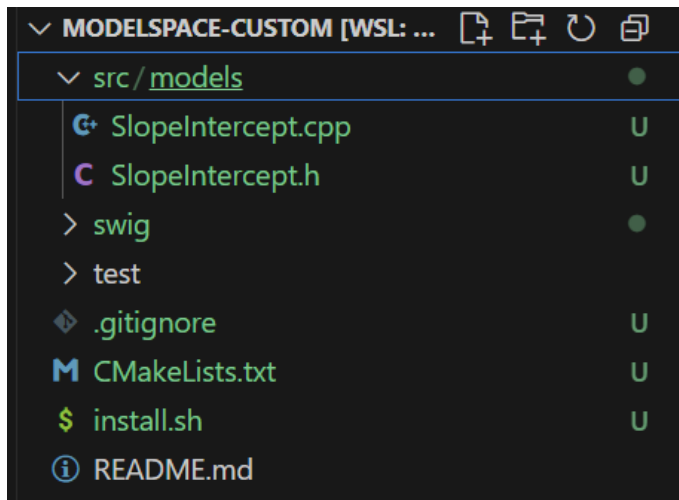 MODELSPACE-CUSTOM [WSL: ...
src/models
SlopeIntercept.cpp U
SlopeIntercept.h U
swig
test
.gitignore U
CMakeLists.txt U
install.sh U
README.md